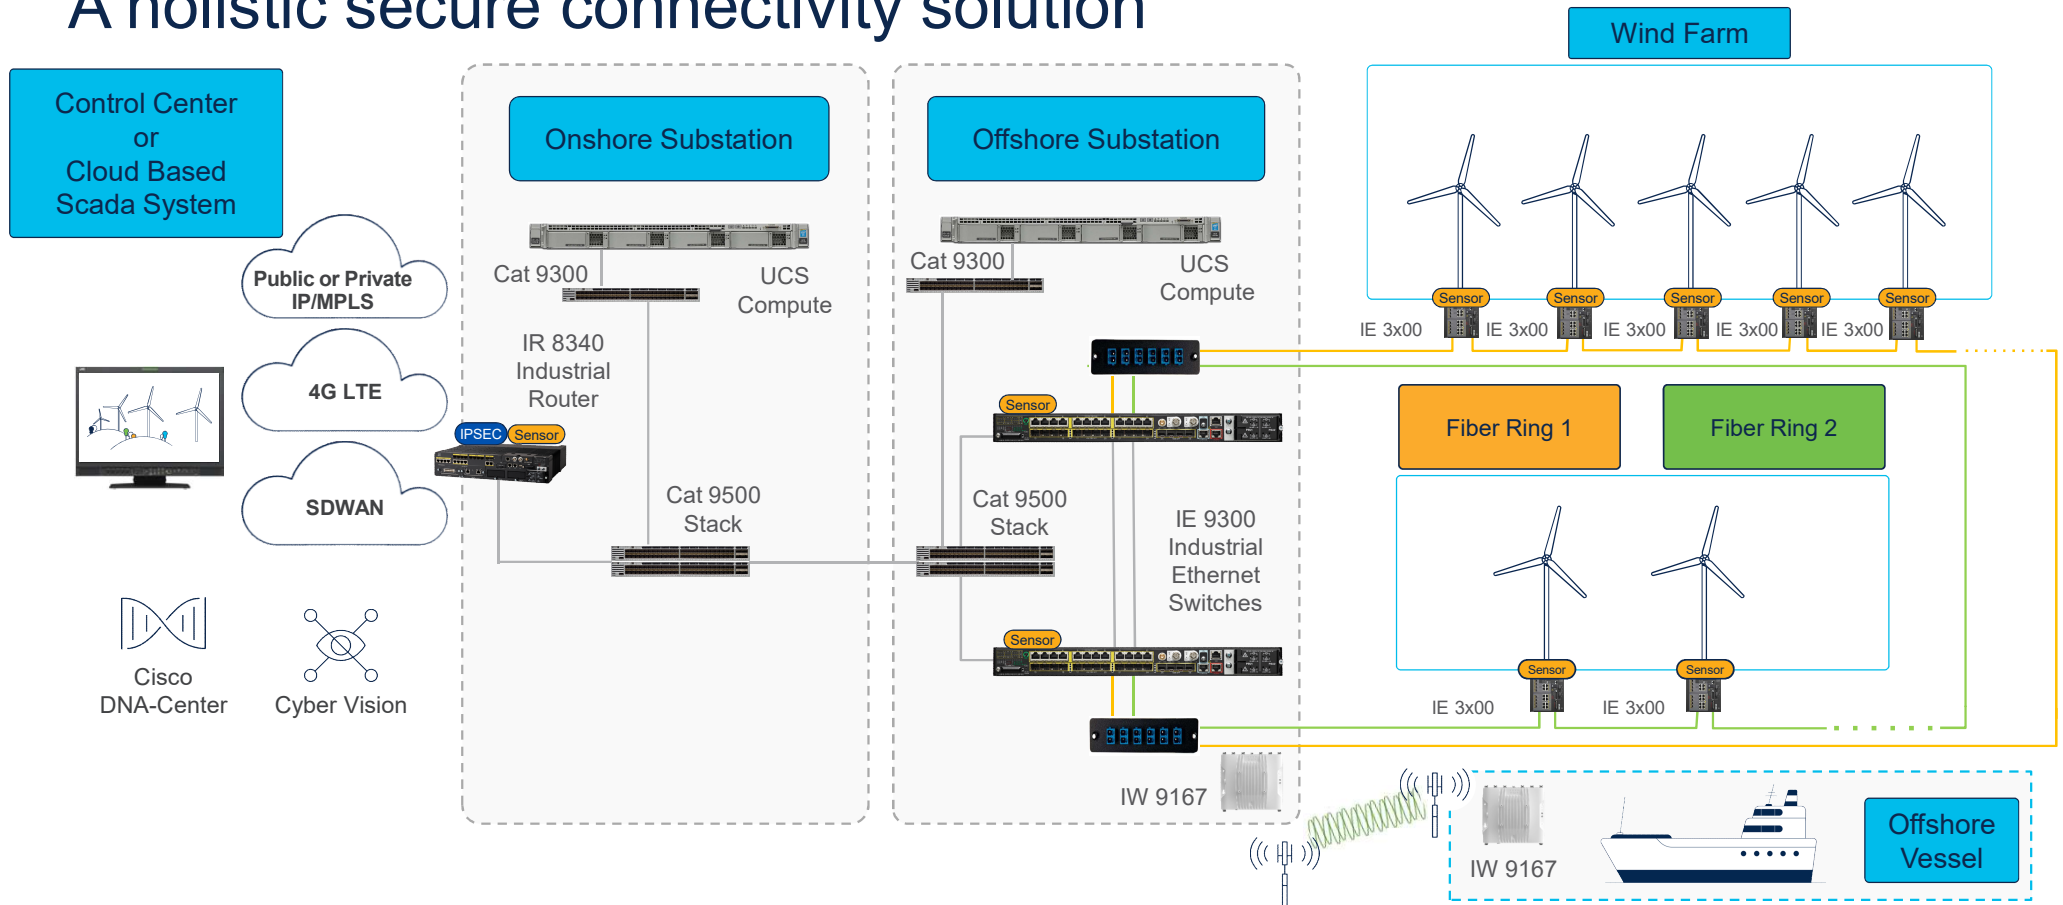 A holistic secure connectivity solution
Wind Farm
Control Center
or
Cloud Based
Scada System
Onshore Substation
Offshore Substation
Public or Private
IP/MPLS
4G LTE
SDWAN
Cisco
DNA-Center
Cyber Vision
Cat 9300
UCS
Compute
IR 8340
Industrial
Router
IPSEC
Sensor
Cat 9500
Stack
Cat 9300
UCS
Compute
Sensor
Cat 9500
Stack
IE 9300
Industrial
Ethernet
Switches
Sensor
IW 9167
Sensor
Sensor
Sensor
Sensor
Sensor
IE 3x00
IE 3x00
IE 3x00
IE 3x00
IE 3x00
Fiber Ring 1
Fiber Ring 2
Sensor
Sensor
IE 3x00
IE 3x00
IW 9167
Offshore
Vessel